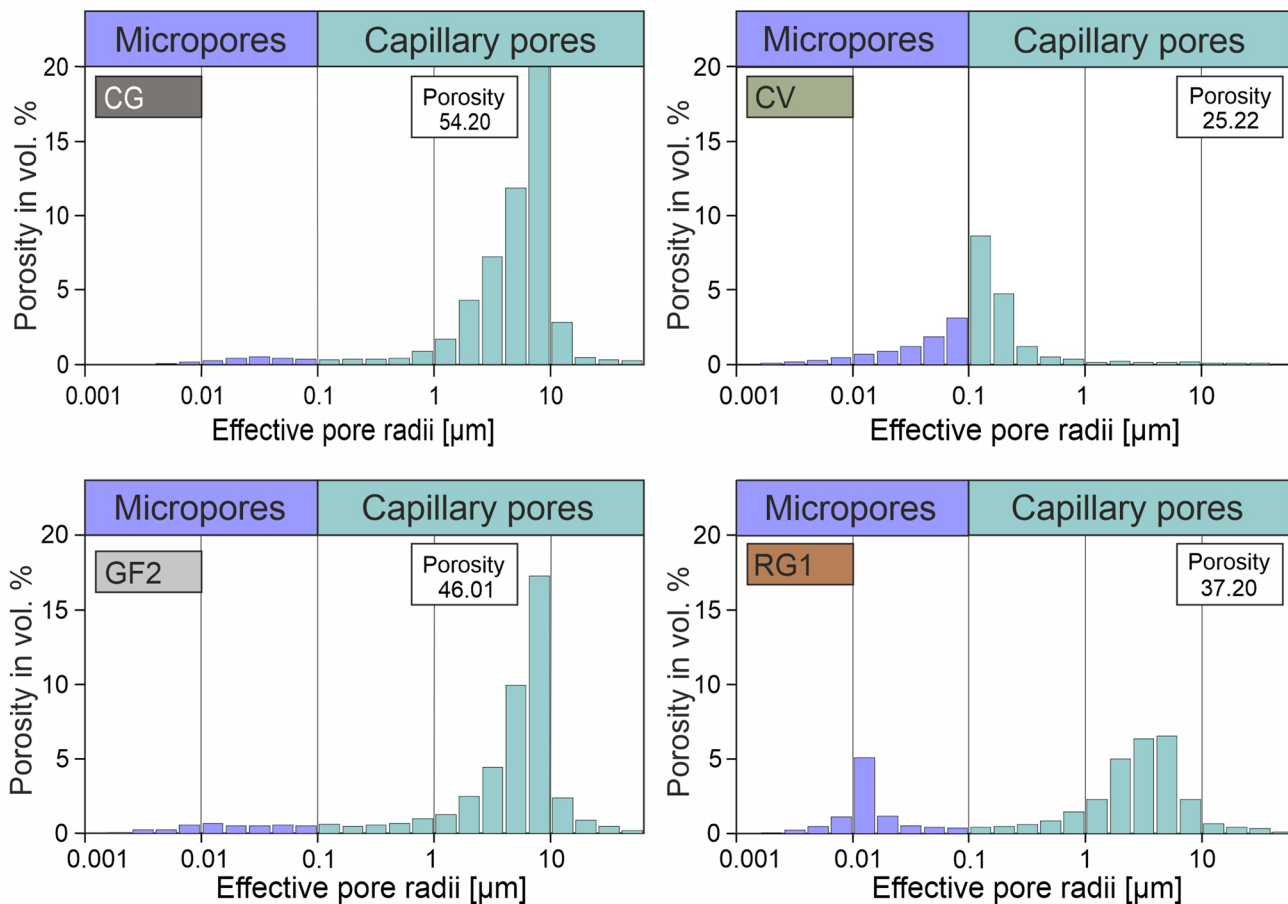 Micropores Capillary pores
CG
Porosity
54.20
Porosity in vol. %
20
15
10
5
0
0.001 0.01 0.1 1 10
Effective pore radii [µm]
Micropores Capillary pores
CV
Porosity
25.22
Porosity in vol. %
20
15
10
5
0
0.001 0.01 0.1 1 10
Effective pore radii [µm]
Micropores Capillary pores
GF2
Porosity
46.01
Porosity in vol. %
20
15
10
5
0
0.001 0.01 0.1 1 10
Effective pore radii [µm]
Micropores Capillary pores
RG1
Porosity
37.20
Porosity in vol. %
20
15
10
5
0
0.001 0.01 0.1 1 10
Effective pore radii [µm]